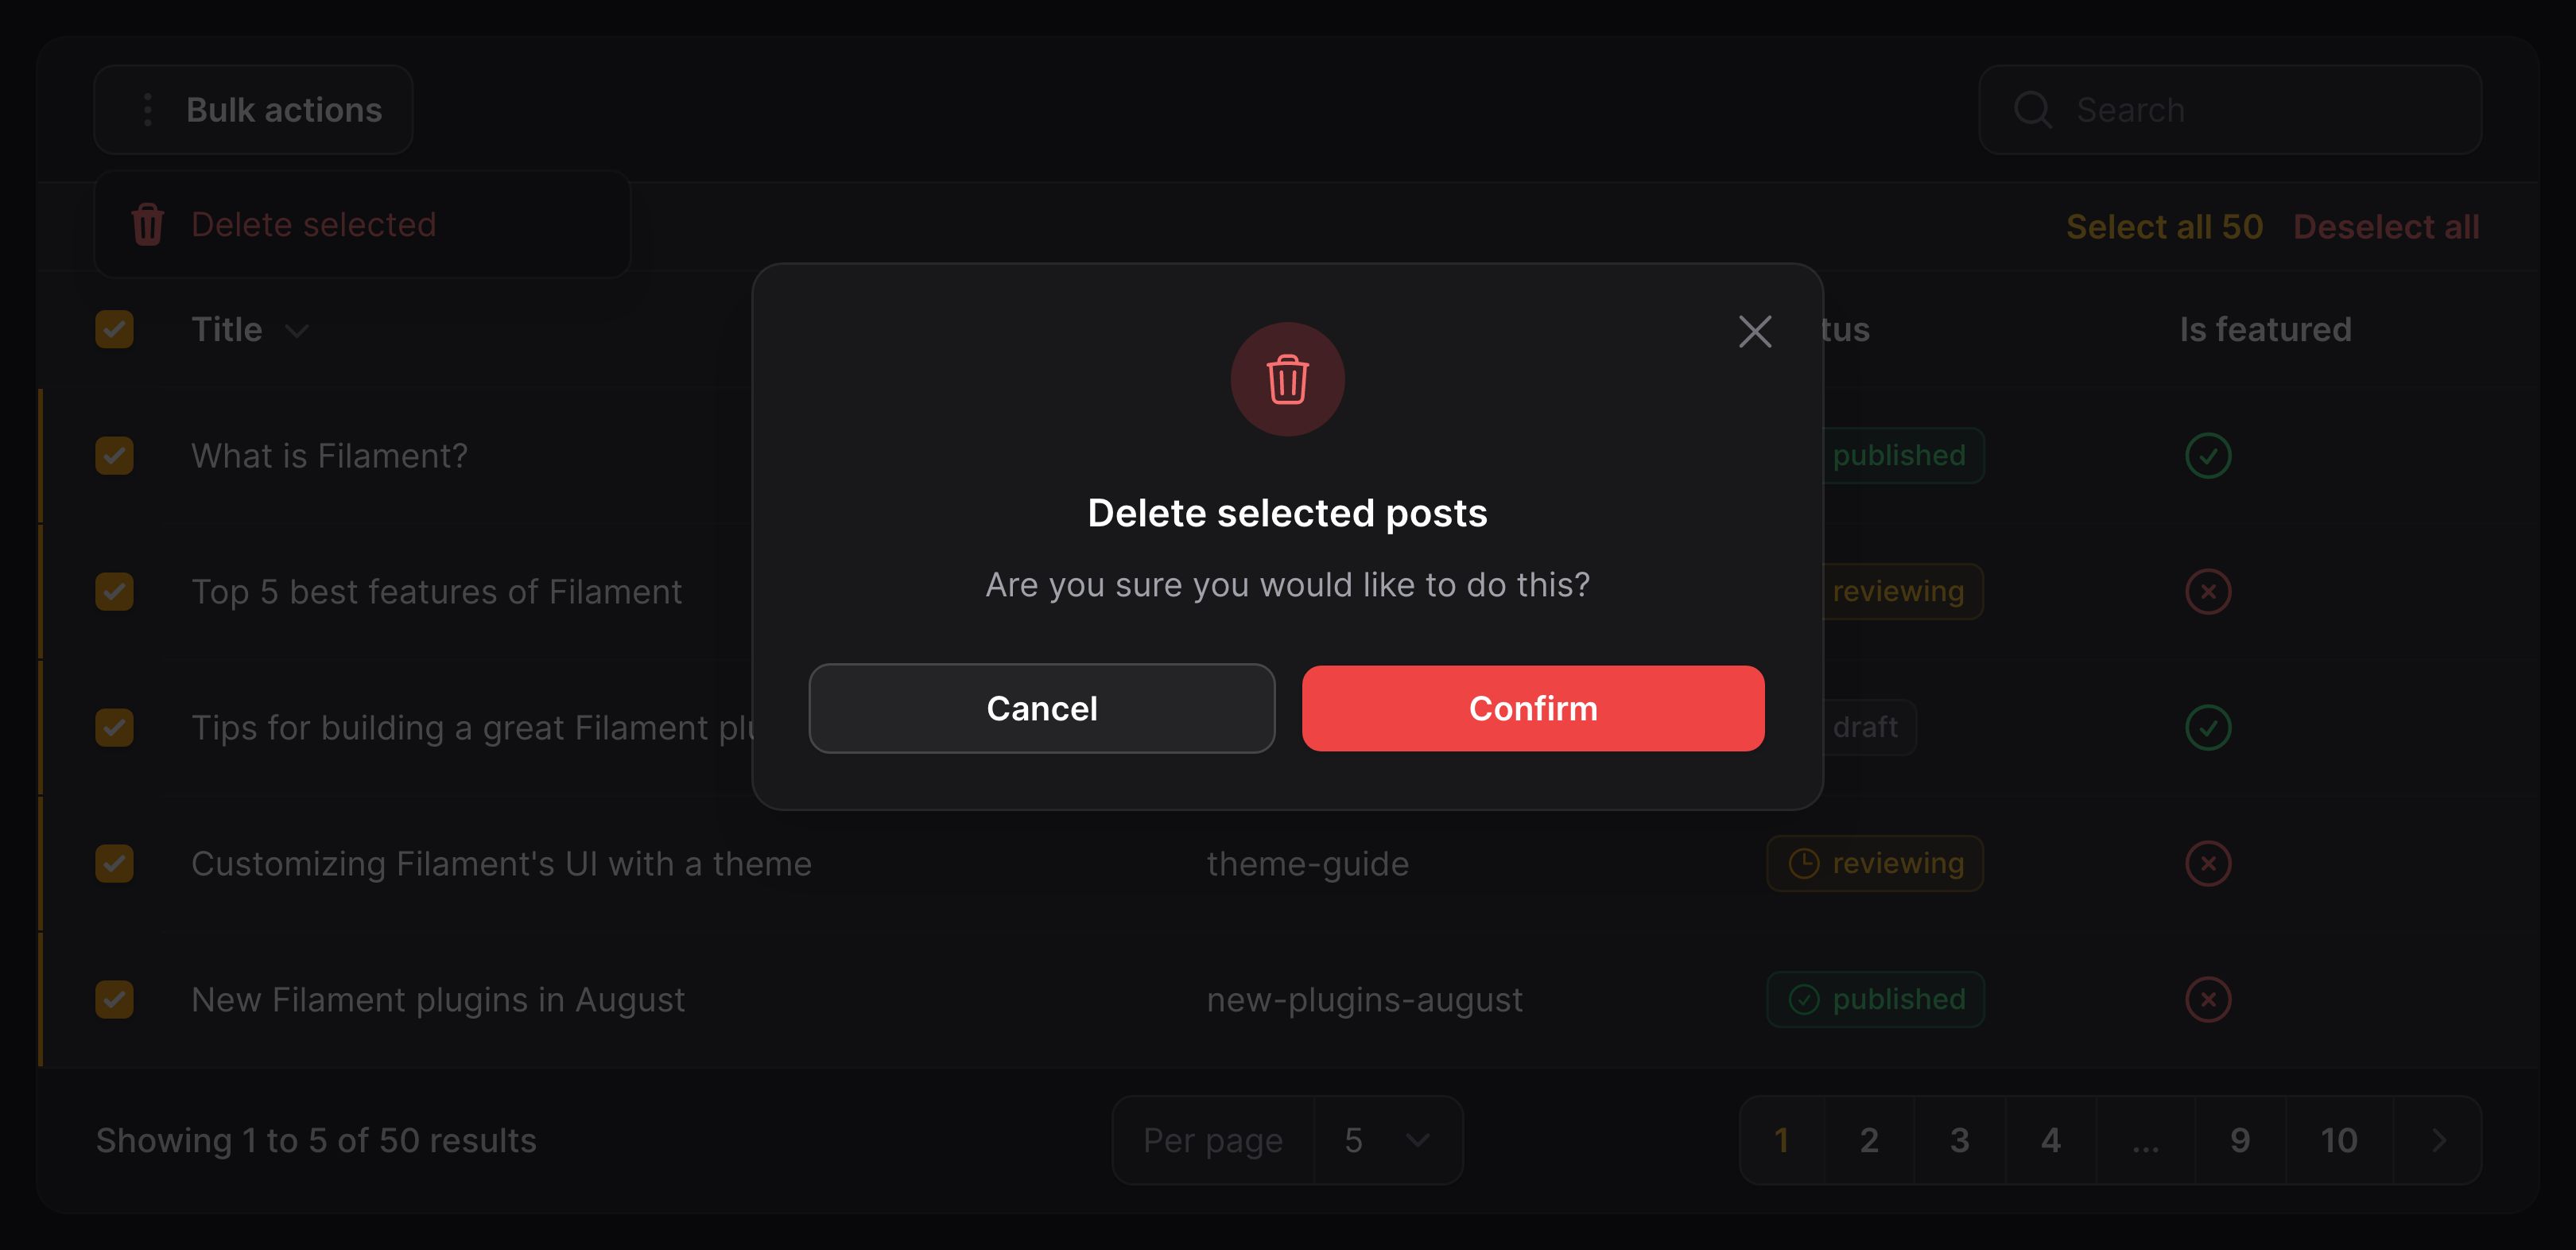 Bulk actions
Search
Delete selected
Select all 50 Deselect all
Title
tus
Is featured
What is Filament?
published
Top 5 best features of Filament
reviewing
Tips for building a great Filament plu
draft
Delete selected posts
Are you sure you would like to do this?
Cancel
Confirm
Customizing Filament's UI with a theme
theme-guide
reviewing
New Filament plugins in August
new-plugins-august
published
Showing 1 to 5 of 50 results
Per page 5
1 2 3 4 ... 9 10